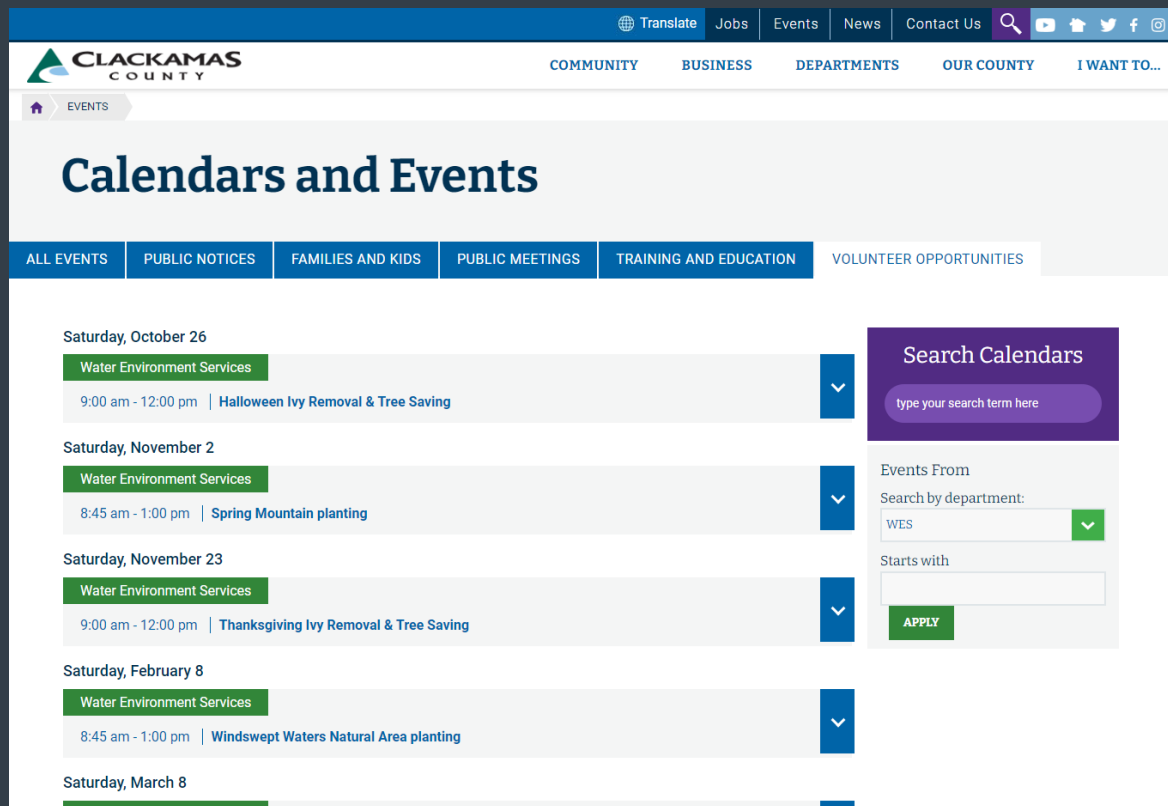 Translate Jobs Events News Contact Us
CLACKAMAS
COUNTY
COMMUNITY BUSINESS DEPARTMENTS OUR COUNTY I WANT TO...
EVENTS
Calendars and Events
ALL EVENTS PUBLIC NOTICES FAMILIES AND KIDS PUBLIC MEETINGS TRAINING AND EDUCATION VOLUNTEER OPPORTUNITIES
Saturday, October 26
Water Environment Services
9:00 am - 12:00 pm Halloween Ivy Removal & Tree Saving
Saturday, November 2
Water Environment Services
8:45 am - 1:00 pm Spring Mountain planting
Saturday, November 23
Water Environment Services
9:00 am - 12:00 pm Thanksgiving Ivy Removal & Tree Saving
Saturday, February 8
Water Environment Services
8:45 am - 1:00 pm Windswept Waters Natural Area planting
Saturday, March 8
Search Calendars
type your search term here
Events From
Search by department:
WES
Starts with
APPLY